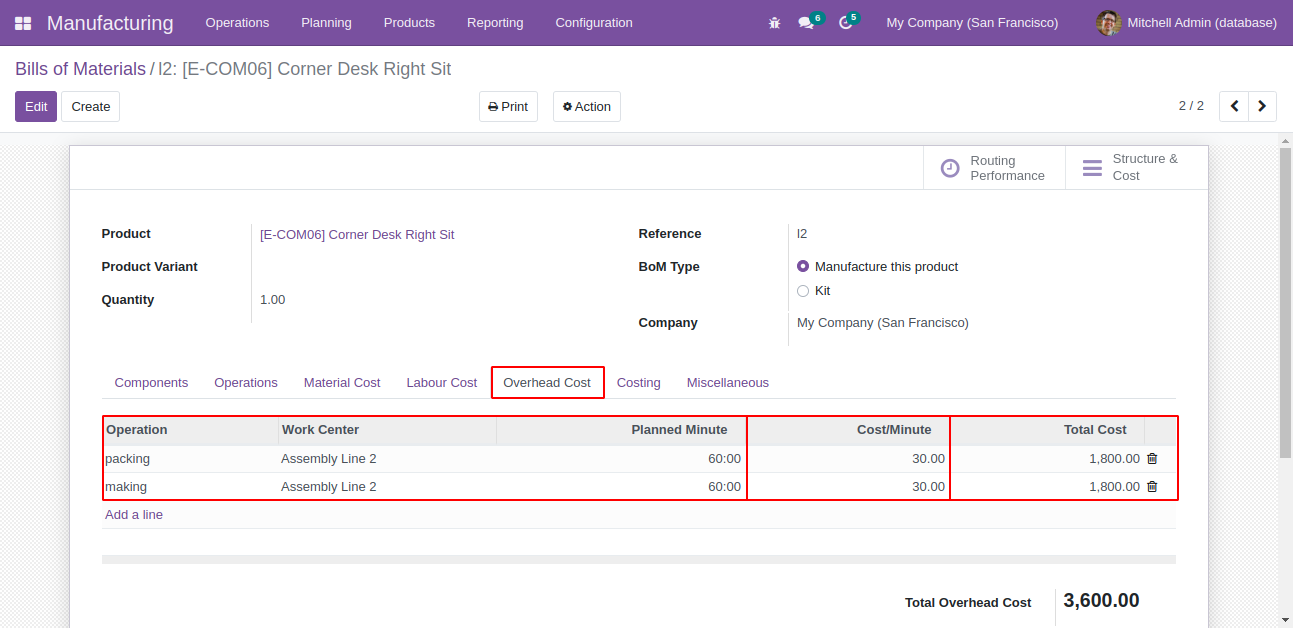 Manufacturing Operations Planning Products Reporting Configuration 6 5 My Company (San Francisco) Mitchell Admin (database)
Bills of Materials / l2: [E-COM06] Corner Desk Right Sit
Edit Create Print Action 2 / 2
Routing Performance
Structure & Cost
Product [E-COM06] Corner Desk Right Sit
Reference l2
Product Variant
BoM Type Manufacture this product
Kit
Quantity 1.00
Company My Company (San Francisco)
Components Operations Material Cost Labour Cost Overhead Cost Costing Miscellaneous
Operation Work Center Planned Minute Cost/Minute Total Cost
packing Assembly Line 2 60:00 30.00 1,800.00
making Assembly Line 2 60:00 30.00 1,800.00
Add a line
Total Overhead Cost 3,600.00